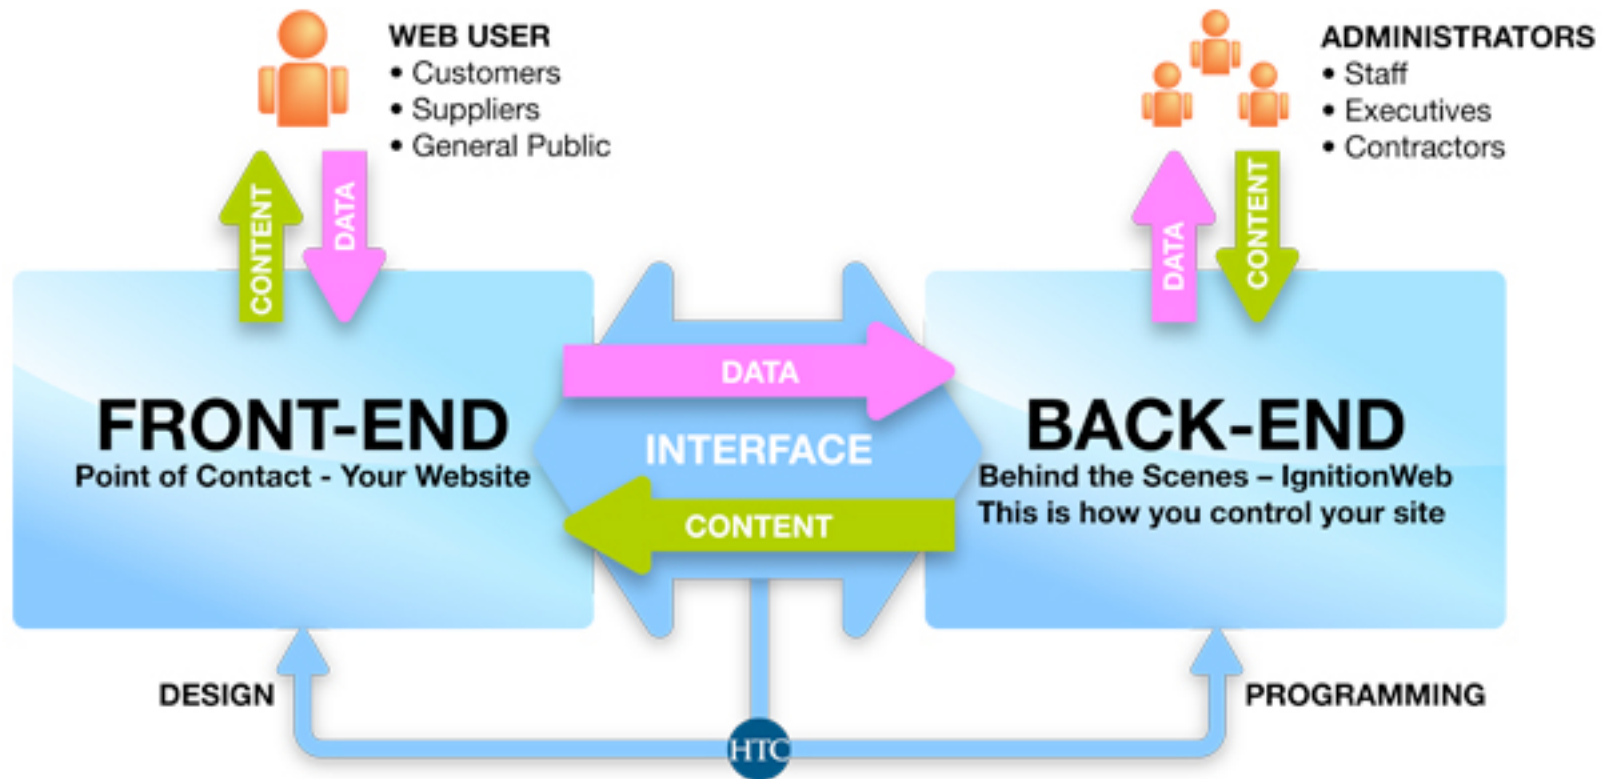 WEB USER
• Customers
• Suppliers
• General Public
ADMINISTRATORS
• Staff
• Executives
• Contractors
CONTENT
DATA
DATA
CONTENT
DATA
INTERFACE
CONTENT
FRONT-END
Point of Contact - Your Website
BACK-END
Behind the Scenes – IgnitionWeb
This is how you control your site
DESIGN
PROGRAMMING
HTC